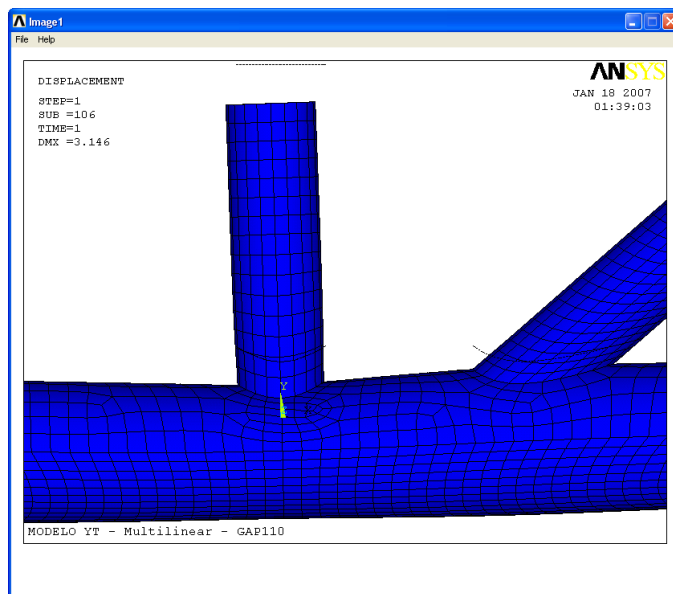 Image1
File Help
DISPLACEMENT
STEP=1
SUB =106
TIME=1
DMX =3.146
ANSYS
JAN 18 2007
01:39:03
Y
MODELO YT - Multilinear - GAP110